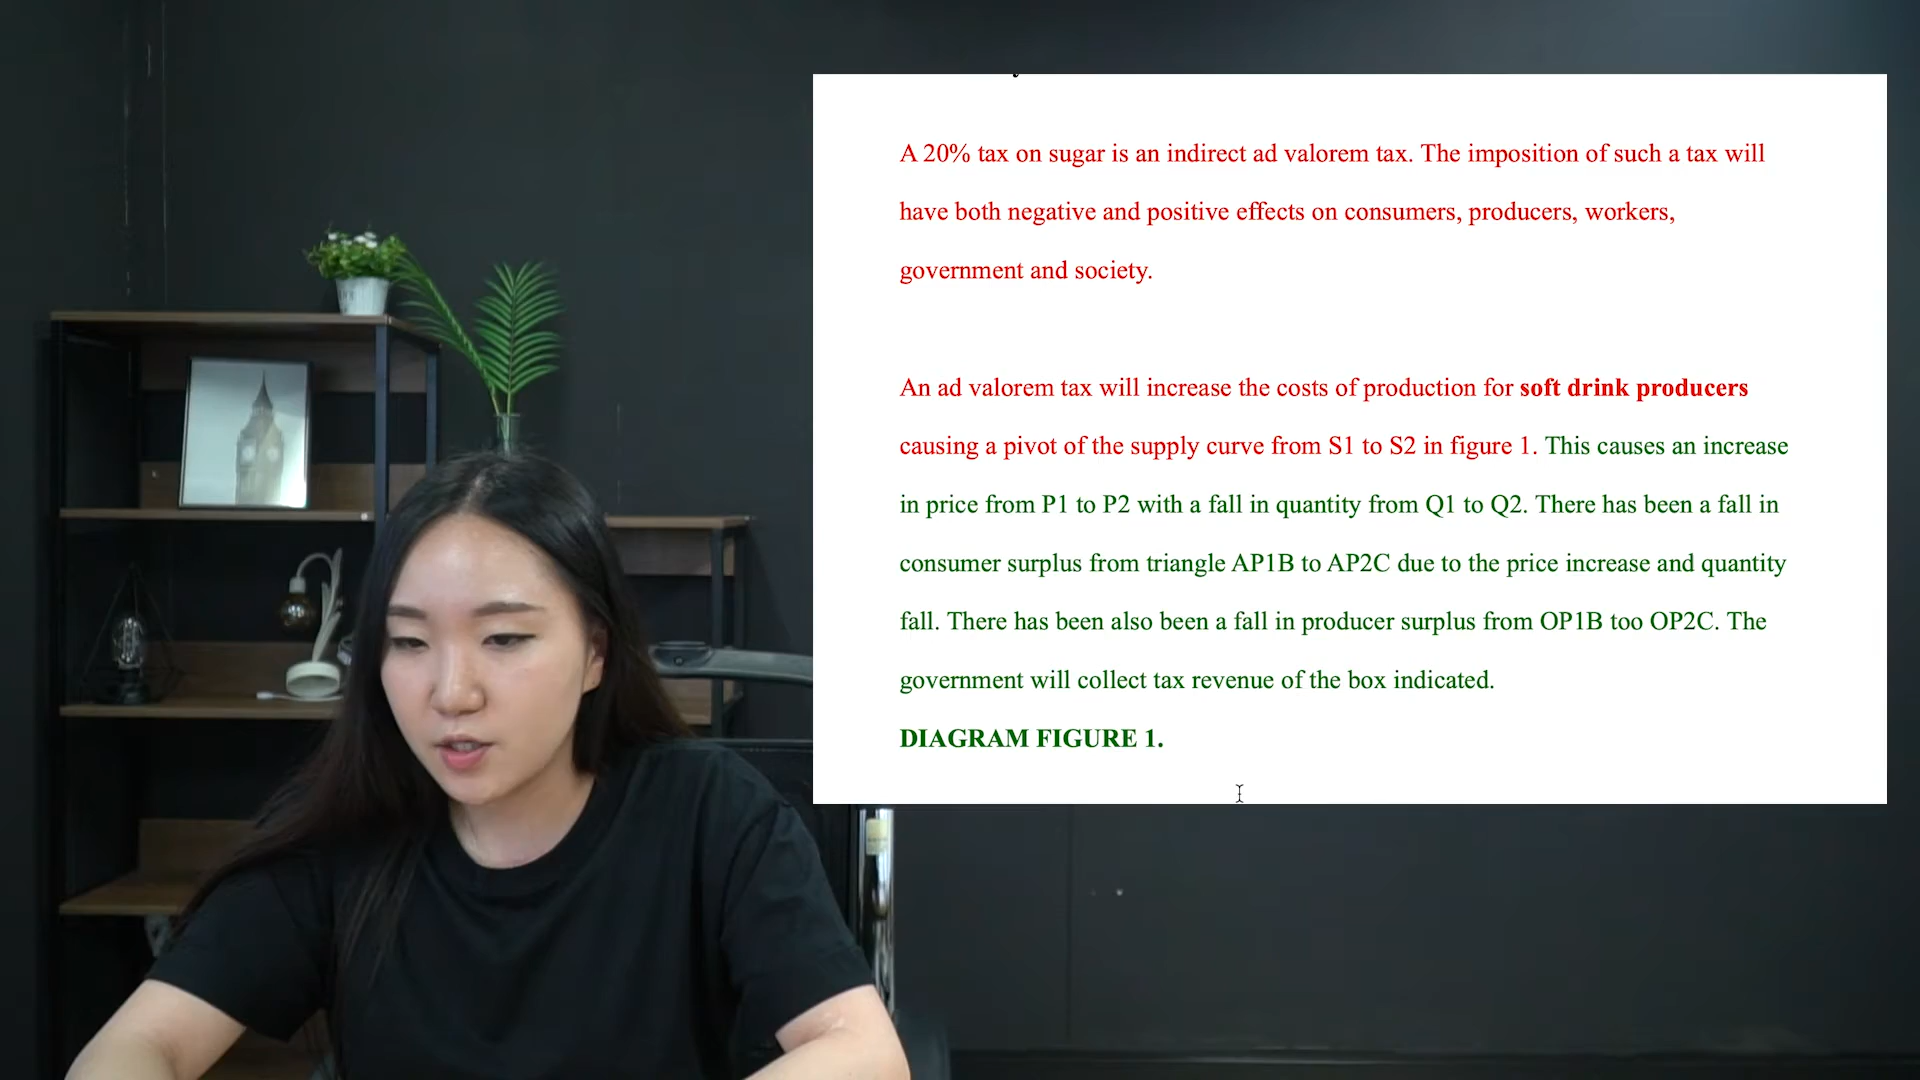 A 20% tax on sugar is an indirect ad valorem tax. The imposition of such a tax will
have both negative and positive effects on consumers, producers, workers,
government and society.
An ad valorem tax will increase the costs of production for soft drink producers
causing a pivot of the supply curve from S1 to S2 in figure 1. This causes an increase
in price from P1 to P2 with a fall in quantity from Q1 to Q2. There has been a fall in
consumer surplus from triangle AP1B to AP2C due to the price increase and quantity
fall. There has been also been a fall in producer surplus from OP1B too OP2C. The
government will collect tax revenue of the box indicated.
DIAGRAM FIGURE 1.